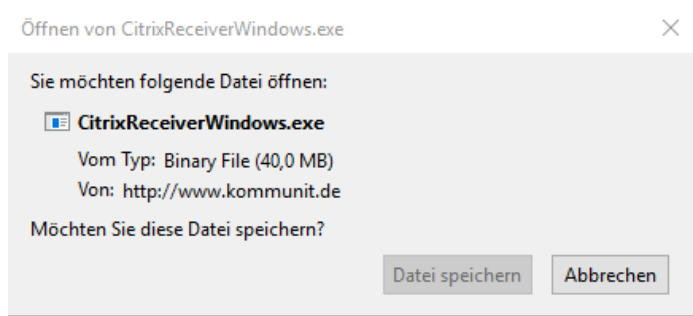 Öffnen von CitrixReceiverWindows.exe
Sie möchten folgende Datei öffnen:
CitrixReceiverWindows.exe
Vom Typ: Binary File (40,0 MB)
Von: http://www.kommunit.de
Möchten Sie diese Datei speichern?
Datei speichern Abbrechen